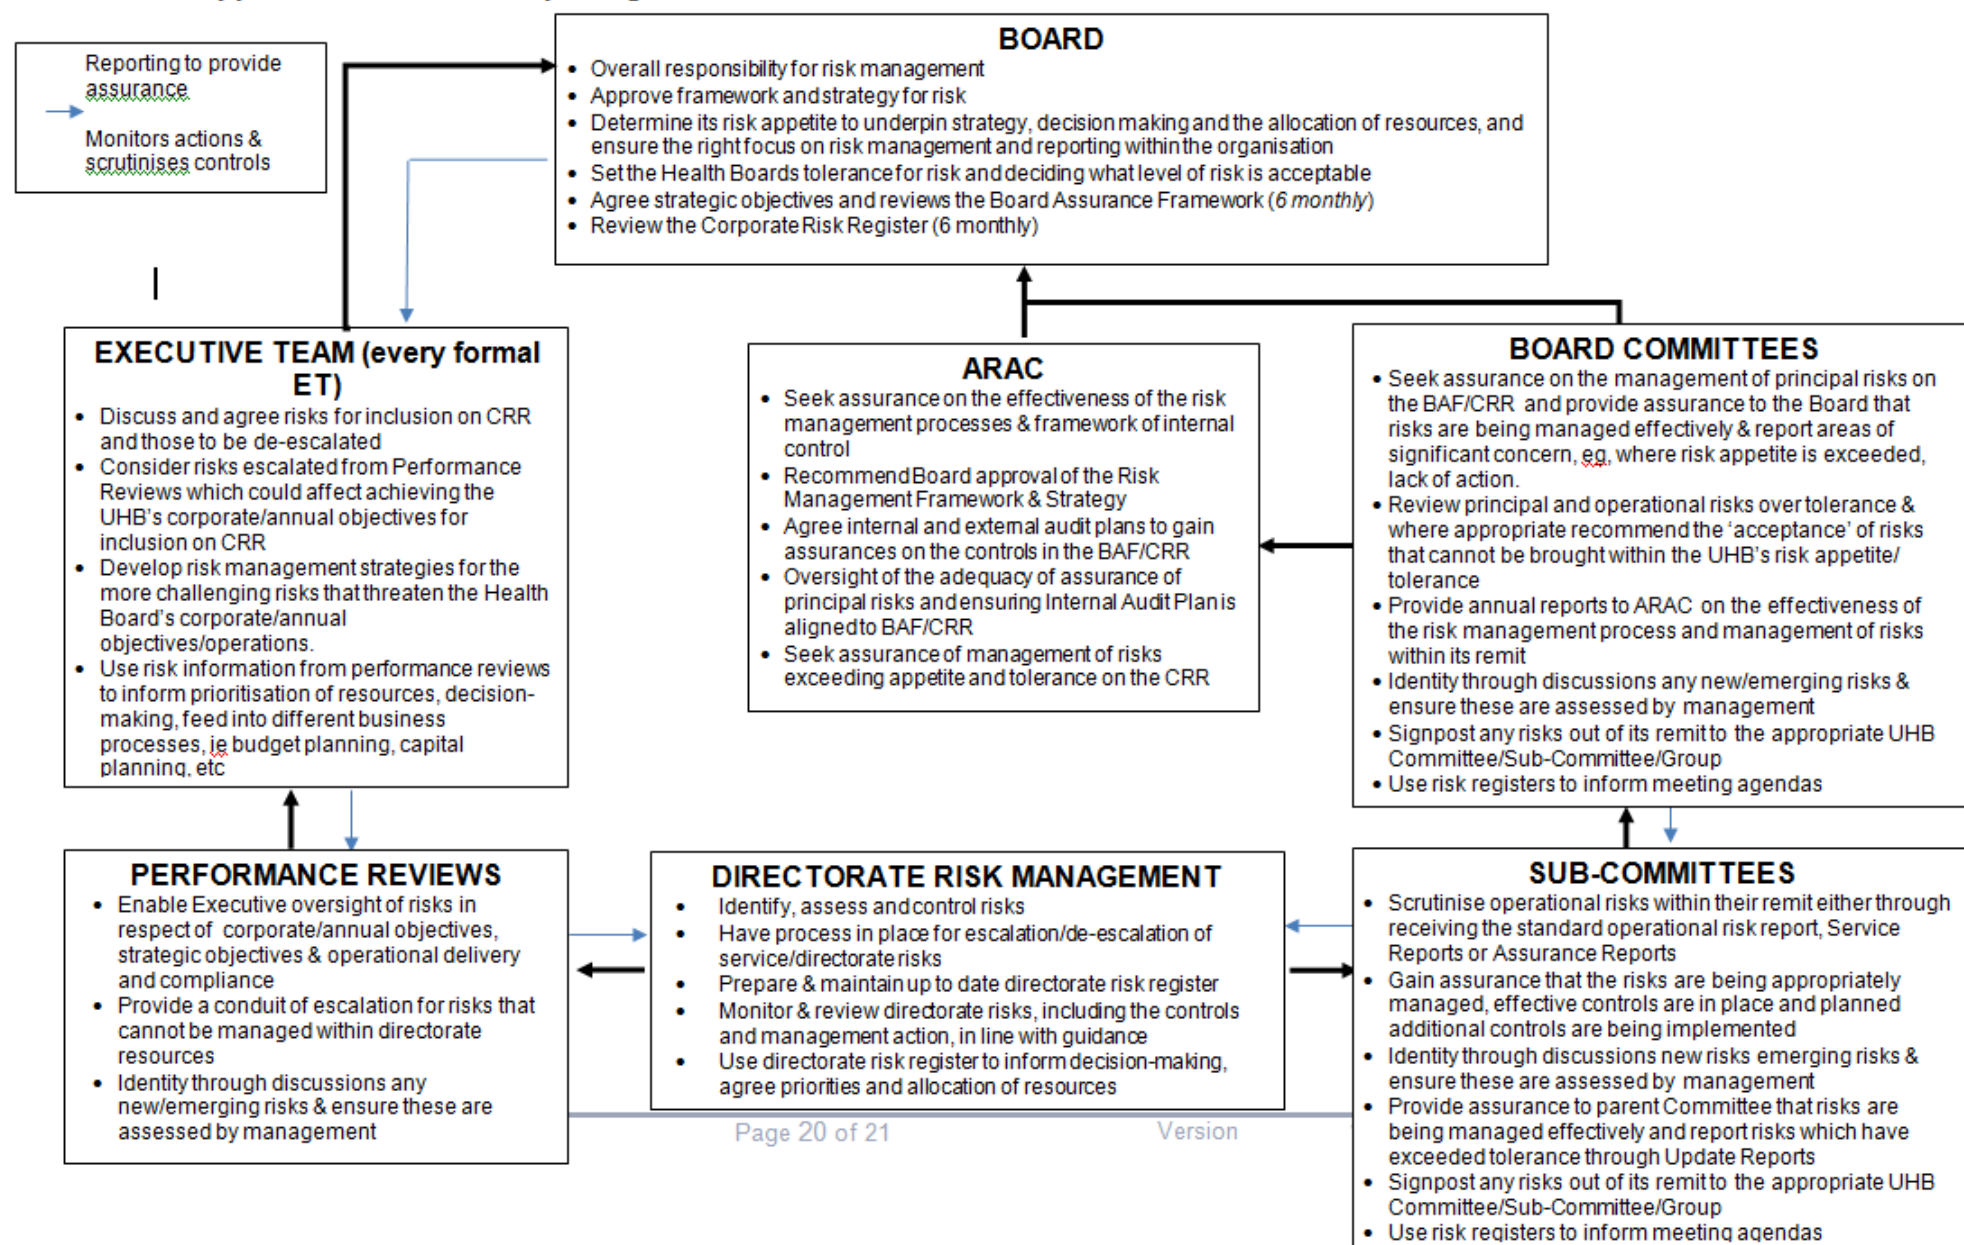 Reporting to provide
assurance
Monitors actions &
scrutinises controls
BOARD
• Overall responsibility for risk management
• Approve framework and strategy for risk
• Determine its risk appetite to underpin strategy, decision making and the allocation of resources, and
ensure the right focus on risk management and reporting within the organisation
• Set the Health Boards tolerance for risk and deciding what level of risk is acceptable
• Agree strategic objectives and reviews the Board Assurance Framework (6 monthly)
• Review the Corporate Risk Register (6 monthly)
EXECUTIVE TEAM (every formal
ET)
• Discuss and agree risks for inclusion on CRR
and those to be de-escalated
• Consider risks escalated from Performance
Reviews which could affect achieving the
UHB's corporate/annual objectives for
inclusion on CRR
• Develop risk management strategies for the
more challenging risks that threaten the Health
Board's corporate/annual
objectives/operations.
• Use risk information from performance reviews
to inform prioritisation of resources, decision-
making, feed into different business
processes, ie budget planning, capital
planning, etc
ARAC
• Seek assurance on the effectiveness of the risk
management processes & framework of internal
control
• Recommend Board approval of the Risk
Management Framework & Strategy
• Agree internal and external audit plans to gain
assurances on the controls in the BAF/CRR
• Oversight of the adequacy of assurance of
principal risks and ensuring Internal Audit Plan is
aligned to BAF/CRR
• Seek assurance of management of risks
exceeding appetite and tolerance on the CRR
BOARD COMMITTEES
• Seek assurance on the management of principal risks on
the BAF/CRR and provide assurance to the Board that
risks are being managed effectively & report areas of
significant concern, eg, where risk appetite is exceeded,
lack of action.
• Review principal and operational risks over tolerance &
where appropriate recommend the 'acceptance' of risks
that cannot be brought within the UHB's risk appetite/
tolerance
• Provide annual reports to ARAC on the effectiveness of
the risk management process and management of risks
within its remit
• Identity through discussions any new/emerging risks &
ensure these are assessed by management
• Signpost any risks out of its remit to the appropriate UHB
Committee/Sub-Committee/Group
• Use risk registers to inform meeting agendas
PERFORMANCE REVIEWS
• Enable Executive oversight of risks in
respect of corporate/annual objectives,
strategic objectives & operational delivery
and compliance
• Provide a conduit of escalation for risks that
cannot be managed within directorate
resources
• Identity through discussions any
new/emerging risks & ensure these are
assessed by management
DIRECTORATE RISK MANAGEMENT
• Identify, assess and control risks
• Have process in place for escalation/de-escalation of
service/directorate risks
• Prepare & maintain up to date directorate risk register
• Monitor & review directorate risks, including the controls
and management action, in line with guidance
• Use directorate risk register to inform decision-making,
agree priorities and allocation of resources
SUB-COMMITTEES
• Scrutinise operational risks within their remit either through
receiving the standard operational risk report, Service
Reports or Assurance Reports
• Gain assurance that the risks are being appropriately
managed, effective controls are in place and planned
additional controls are being implemented
• Identity through discussions new risks emerging risks &
ensure these are assessed by management
• Provide assurance to parent Committee that risks are
being managed effectively and report risks which have
exceeded tolerance through Update Reports
• Signpost any risks out of its remit to the appropriate UHB
Committee/Sub-Committee/Group
• Use risk registers to inform meeting agendas
Page 20 of 21
Version